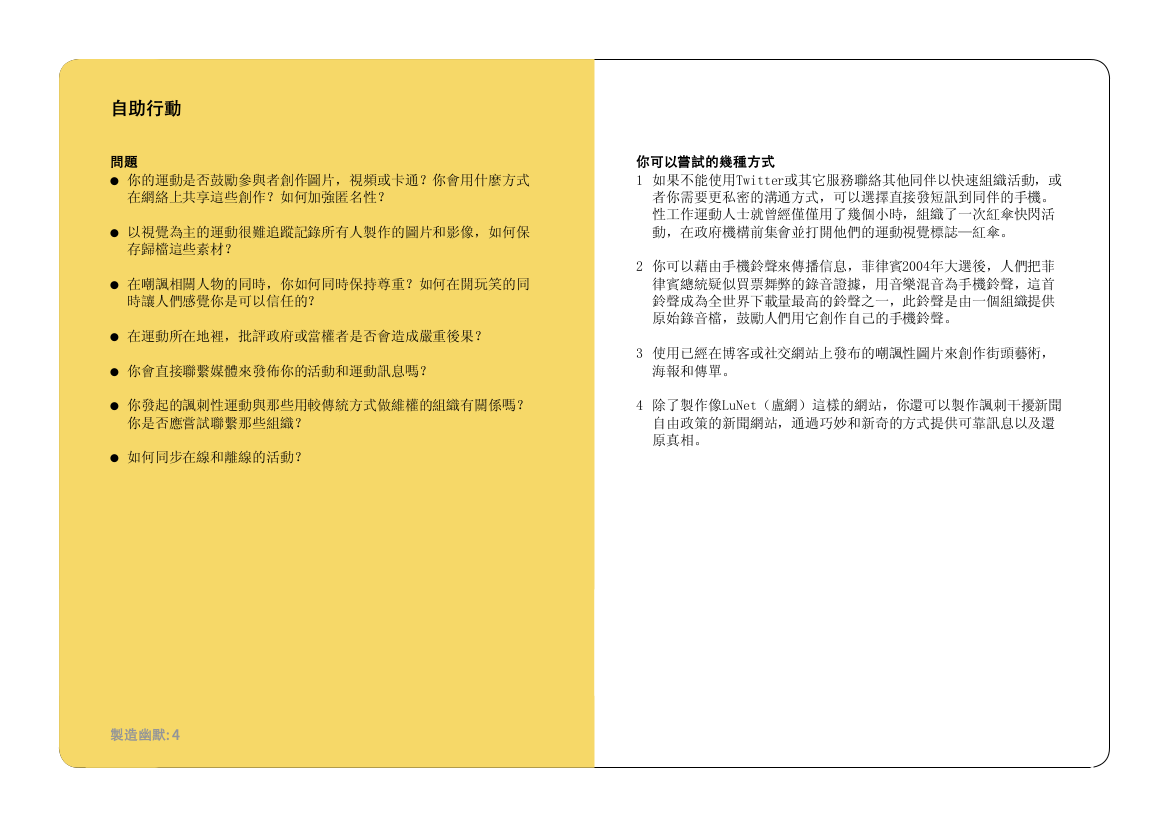 自助行動
問題
● 你的運動是否鼓勵參與者創作圖片，視頻或卡通？你會用什麼方式
在網絡上共享這些創作？如何加強匿名性？
● 以視覺為主的運動很難追蹤記錄所有人製作的圖片和影像，如何保
存歸檔這些素材？
● 在嘲諷相關人物的同時，你如何同時保持尊重？如何在開玩笑的同
時讓人們感覺你是可以信任的？
● 在運動所在地裡，批評政府或當權者是否會造成嚴重後果？
● 你會直接聯繫媒體來發佈你的活動和運動訊息嗎？
● 你發起的諷刺性運動與那些用較傳統方式做維權的組織有關係嗎？
你是否應嘗試聯繫那些組織？
● 如何同步在線和離線的活動？
製造幽默：4
你可以嘗試的幾種方式
1 如果不能使用Twitter或其它服務聯絡其他同伴以快速組織活動，或
者你需要更私密的溝通方式，可以選擇直接發短訊到同伴的手機。
性工作運動人士就曾經僅僅用了幾個小時，組織了一次紅傘快閃活
動，在政府機構前集會並打開他們的運動視覺標誌—紅傘。
2 你可以藉由手機鈴聲來傳播信息，菲律賓2004年大選後，人們把菲
律賓總統疑似買票舞弊的錄音證據，用音樂混音為手機鈴聲，這首
鈴聲成為全世界下載量最高的鈴聲之一，此鈴聲是由一個組織提供
原始錄音檔，鼓勵人們用它創作自己的手機鈴聲。
3 使用已經在博客或社交網站上發布的嘲諷性圖片來創作街頭藝術，
海報和傳單。
4 除了製作像LuNet（盧網）這樣的網站，你還可以製作諷刺干擾新聞
自由政策的新聞網站，通過巧妙和新奇的方式提供可靠訊息以及還
原真相。